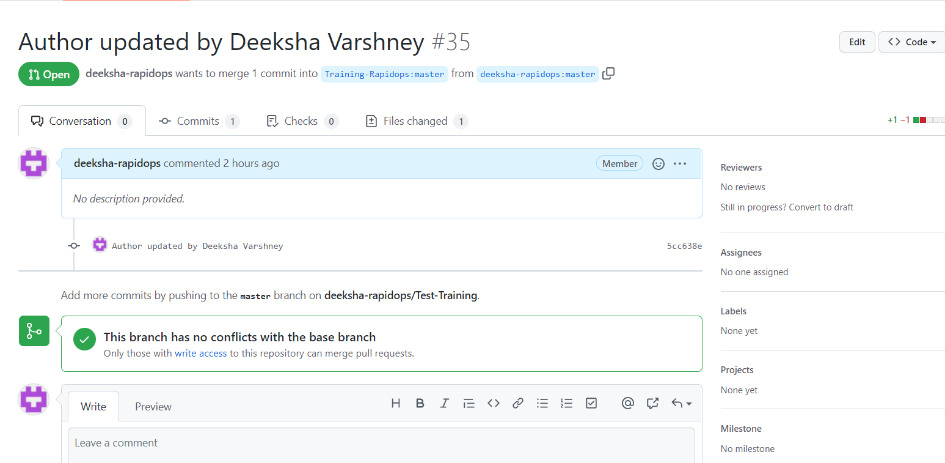 Author updated by Deeksha Varshney #35
Edit
Code
Open
deeksha-rapidops wants to merge 1 commit into Training-Rapidops:master from deeksha-rapidops:master
Conversation 0
Commits 1
Checks 0
Files changed 1
+1 −1
deeksha-rapidops commented 2 hours ago
Member
No description provided.
Author updated by Deeksha Varshney
5cc638e
Add more commits by pushing to the master branch on deeksha-rapidops/Test-Training.
This branch has no conflicts with the base branch
Only those with write access to this repository can merge pull requests.
Write
Preview
H B I
Leave a comment
Reviewers
No reviews
Still in progress? Convert to draft
Assignees
No one assigned
Labels
None yet
Projects
None yet
Milestone
No milestone